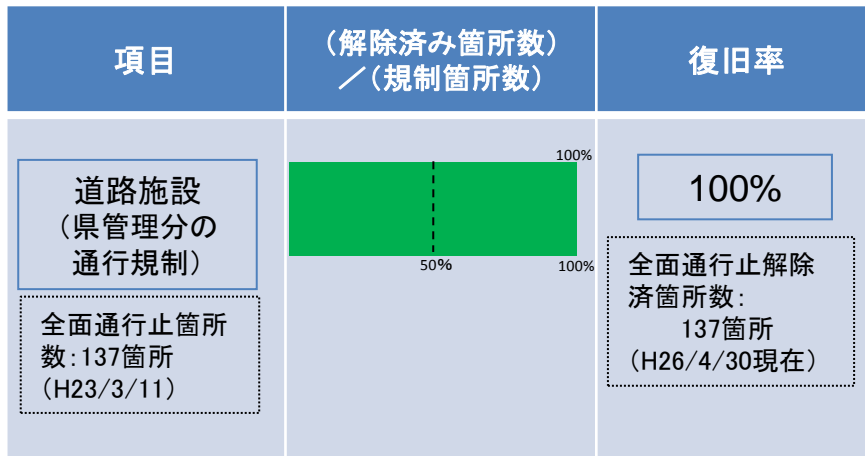 項目
（解除済み箇所数）
／（規制箇所数）
復旧率
道路施設
（県管理分の
通行規制）
全面通行止箇所
数：137箇所
（H23/3/11）
100%
50%
100%
100%
全面通行止解除
済箇所数：
137箇所
（H26/4/30現在）